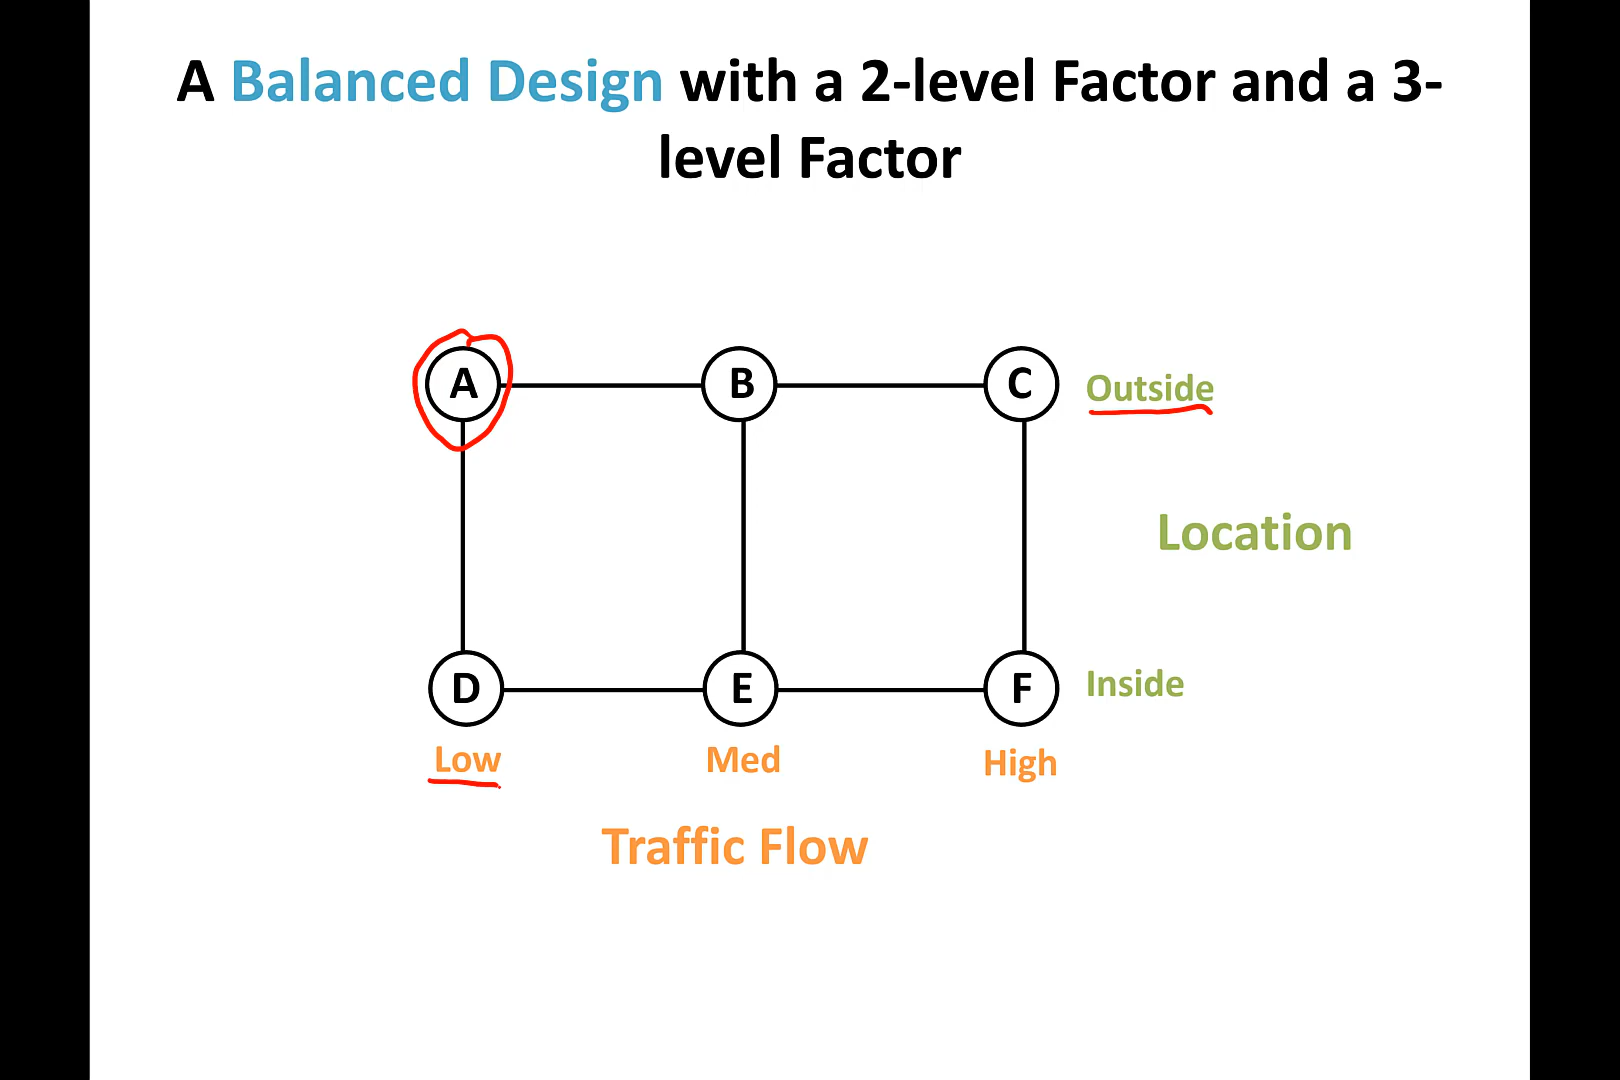 A Balanced Design with a 2-level Factor and a 3-
level Factor
A
B
C
Outside
Location
D
E
F
Inside
Low
Med
High
Traffic Flow